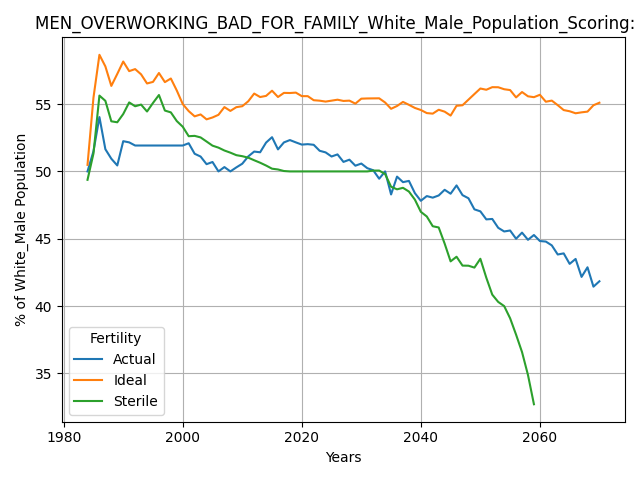 MEN_OVERWORKING_BAD_FOR_FAMILY_White_Male_Population_Scoring:
% of White_Male Population
55
50
45
40
35
Fertility
Actual
Ideal
Sterile
1980
2000
2020
2040
2060
Years